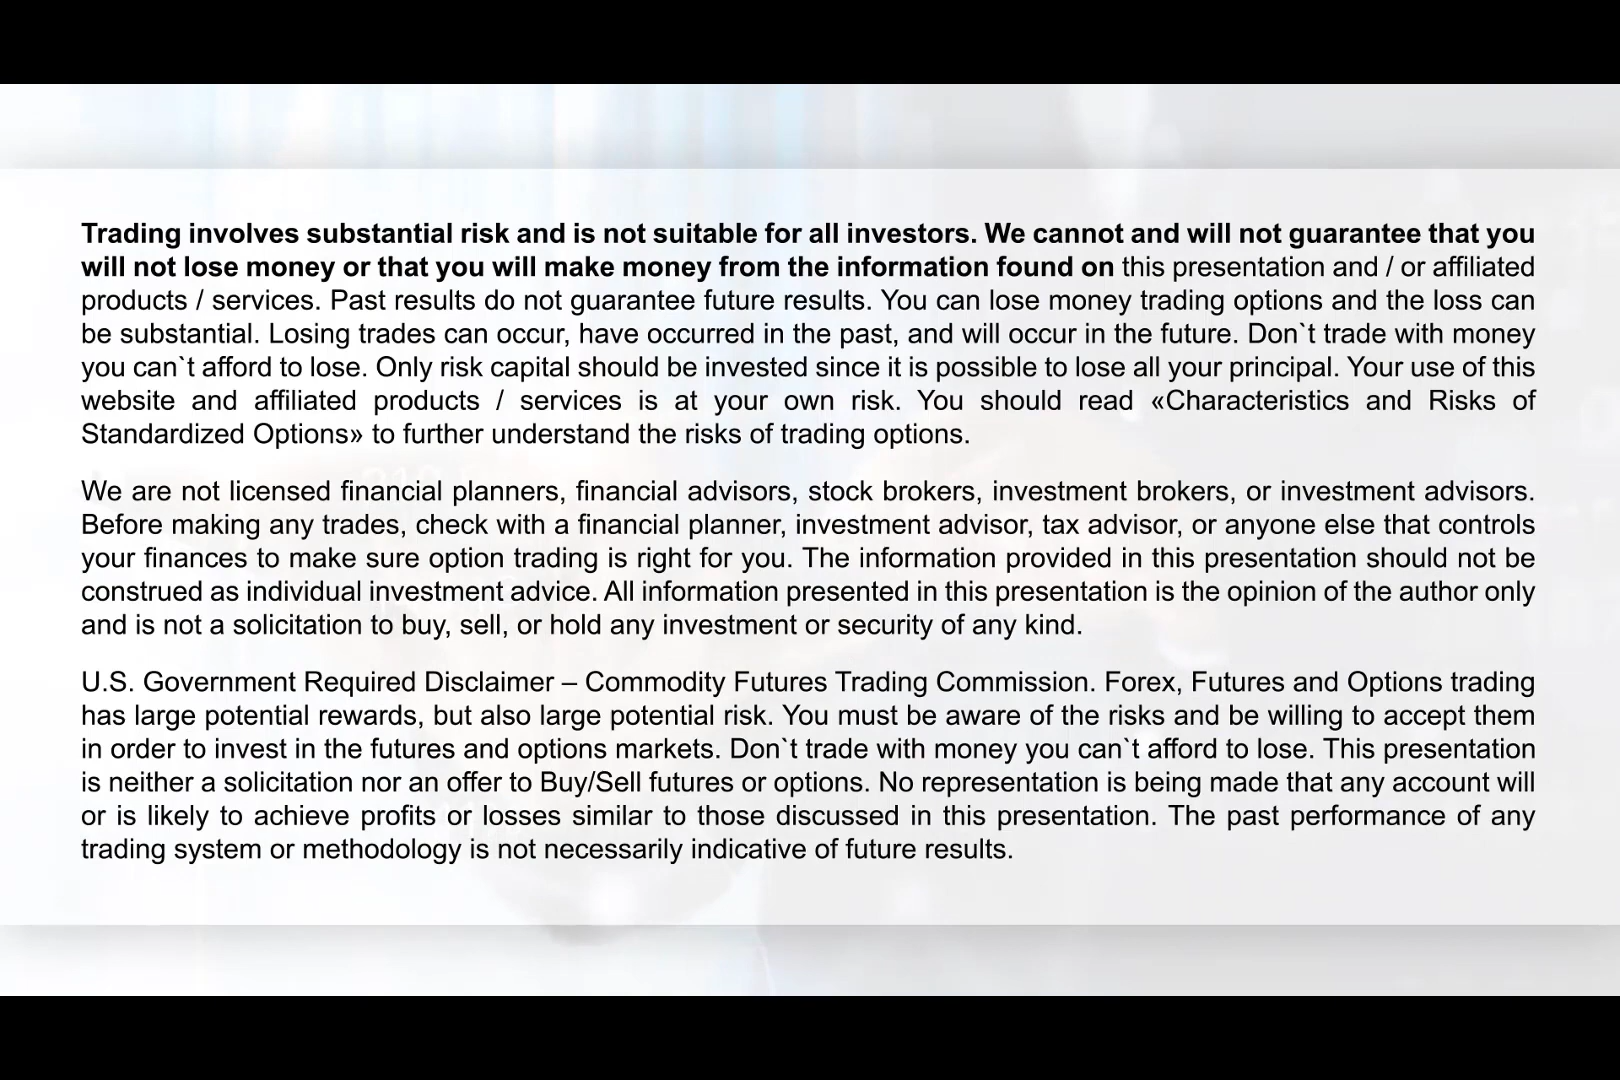 Trading involves substantial risk and is not suitable for all investors. We cannot and will not guarantee that you
will not lose money or that you will make money from the information found on this presentation and / or affiliated
products / services. Past results do not guarantee future results. You can lose money trading options and the loss can
be substantial. Losing trades can occur, have occurred in the past, and will occur in the future. Don`t trade with money
you can`t afford to lose. Only risk capital should be invested since it is possible to lose all your principal. Your use of this
website and affiliated products / services is at your own risk. You should read «Characteristics and Risks of
Standardized Options» to further understand the risks of trading options.
We are not licensed financial planners, financial advisors, stock brokers, investment brokers, or investment advisors.
Before making any trades, check with a financial planner, investment advisor, tax advisor, or anyone else that controls
your finances to make sure option trading is right for you. The information provided in this presentation should not be
construed as individual investment advice. All information presented in this presentation is the opinion of the author only
and is not a solicitation to buy, sell, or hold any investment or security of any kind.
U.S. Government Required Disclaimer – Commodity Futures Trading Commission. Forex, Futures and Options trading
has large potential rewards, but also large potential risk. You must be aware of the risks and be willing to accept them
in order to invest in the futures and options markets. Don`t trade with money you can`t afford to lose. This presentation
is neither a solicitation nor an offer to Buy/Sell futures or options. No representation is being made that any account will
or is likely to achieve profits or losses similar to those discussed in this presentation. The past performance of any
trading system or methodology is not necessarily indicative of future results.